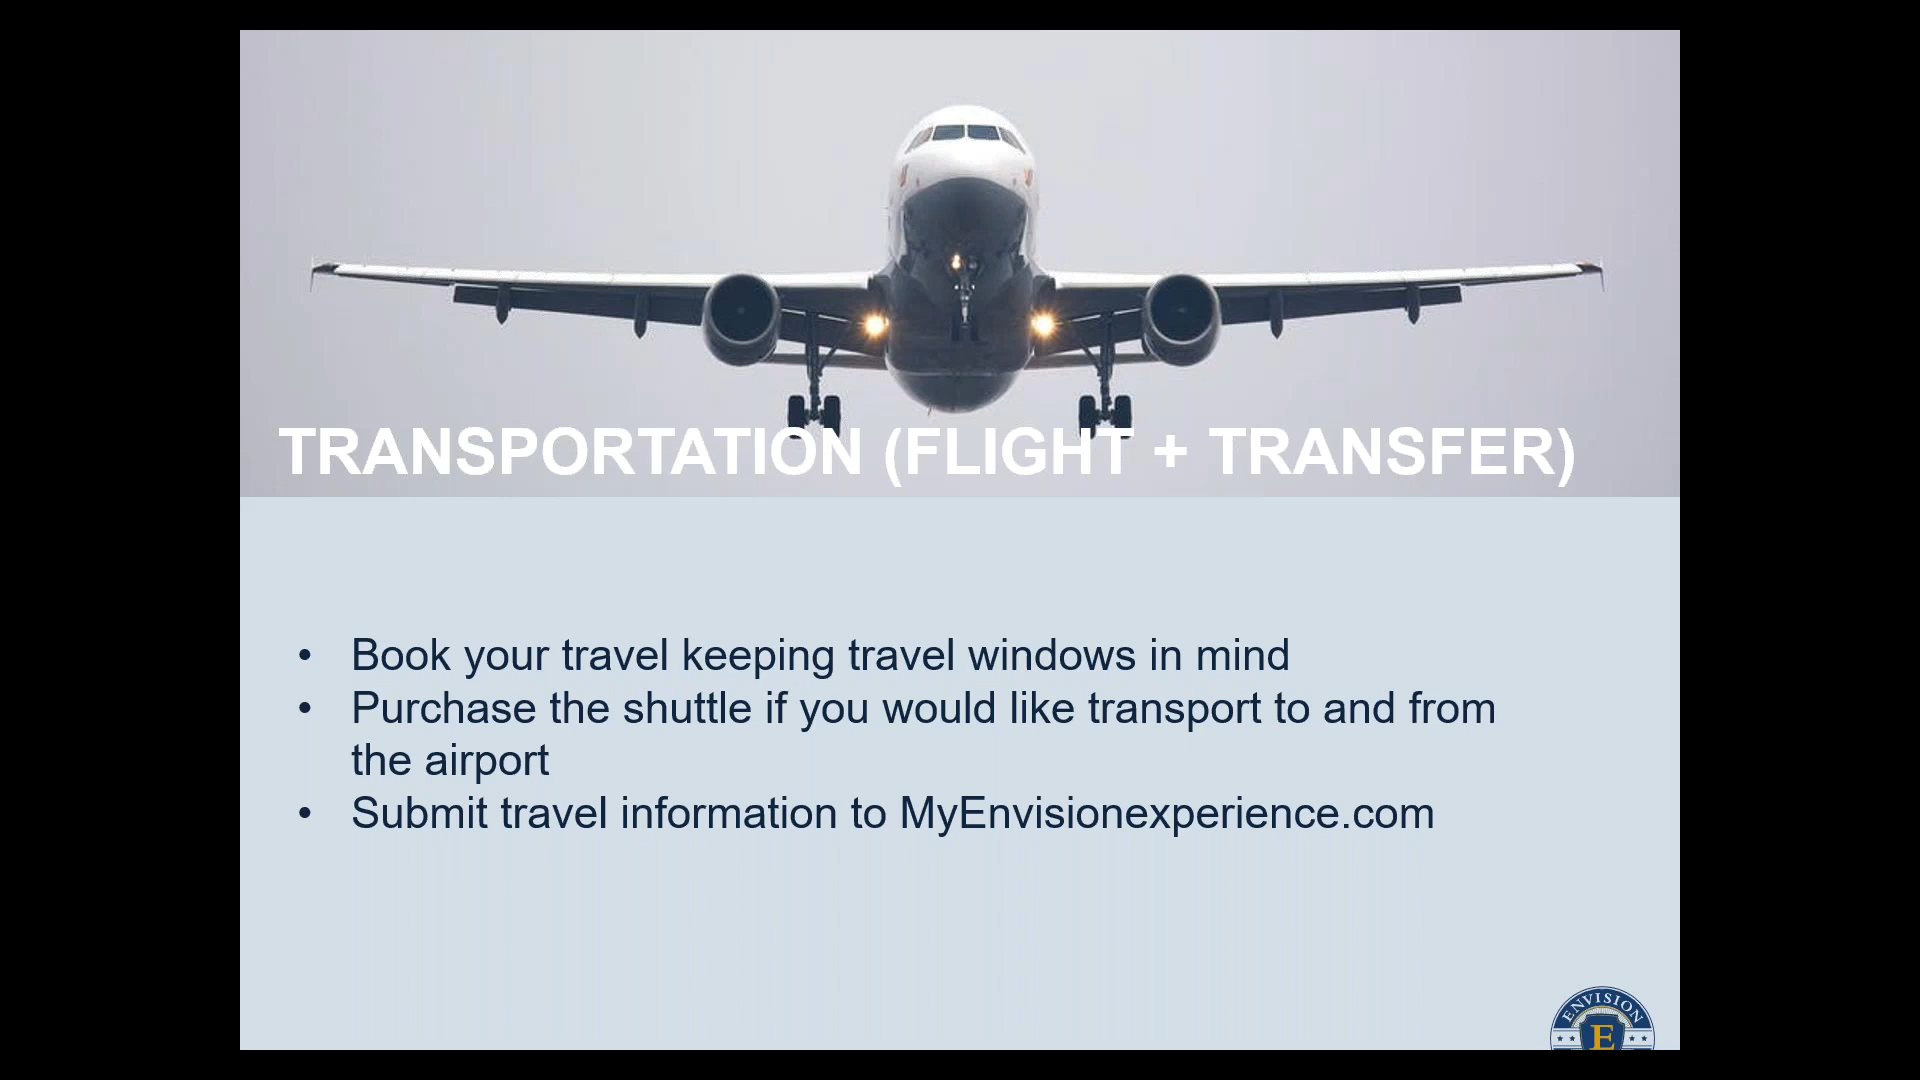 TRANSPORTATION (FLIGHT + TRANSFER)
• Book your travel keeping travel windows in mind
• Purchase the shuttle if you would like transport to and from
the airport
• Submit travel information to MyEnvisionexperience.com
ENVISION
E